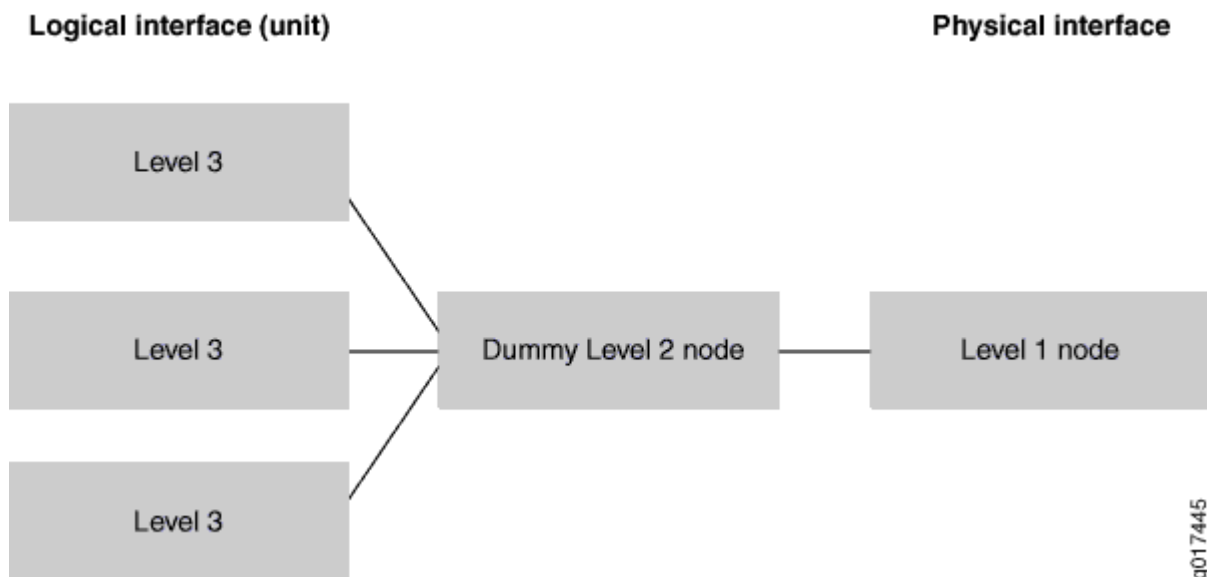 Logical interface (unit)
Physical interface
Level 3
Level 3
Dummy Level 2 node
Level 1 node
Level 3
g017445